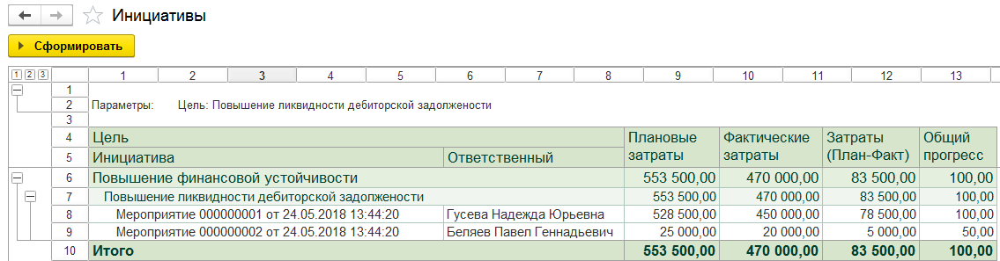 Инициативы
Сформировать
1 2 3 1 2 3 4 5 6 7 8 9 10 11 12 13
1
2 Параметры: Цель: Повышение ликвидности дебиторской задолжености
3
4 Цель Плановые затраты Фактические затраты Затраты (План-Факт) Общий прогресс
5 Инициатива Ответственный
6 Повышение финансовой устойчивости 553 500,00 470 000,00 83 500,00 100,00
7 Повышение ликвидности дебиторской задолжености 553 500,00 470 000,00 83 500,00 100,00
8 Мероприятие 000000001 от 24.05.2018 13:44:20 Гусева Надежда Юрьевна 528 500,00 450 000,00 78 500,00 100,00
9 Мероприятие 000000002 от 24.05.2018 13:44:20 Беляев Павел Геннадьевич 25 000,00 20 000,00 5 000,00 50,00
10 Итого 553 500,00 470 000,00 83 500,00 100,00